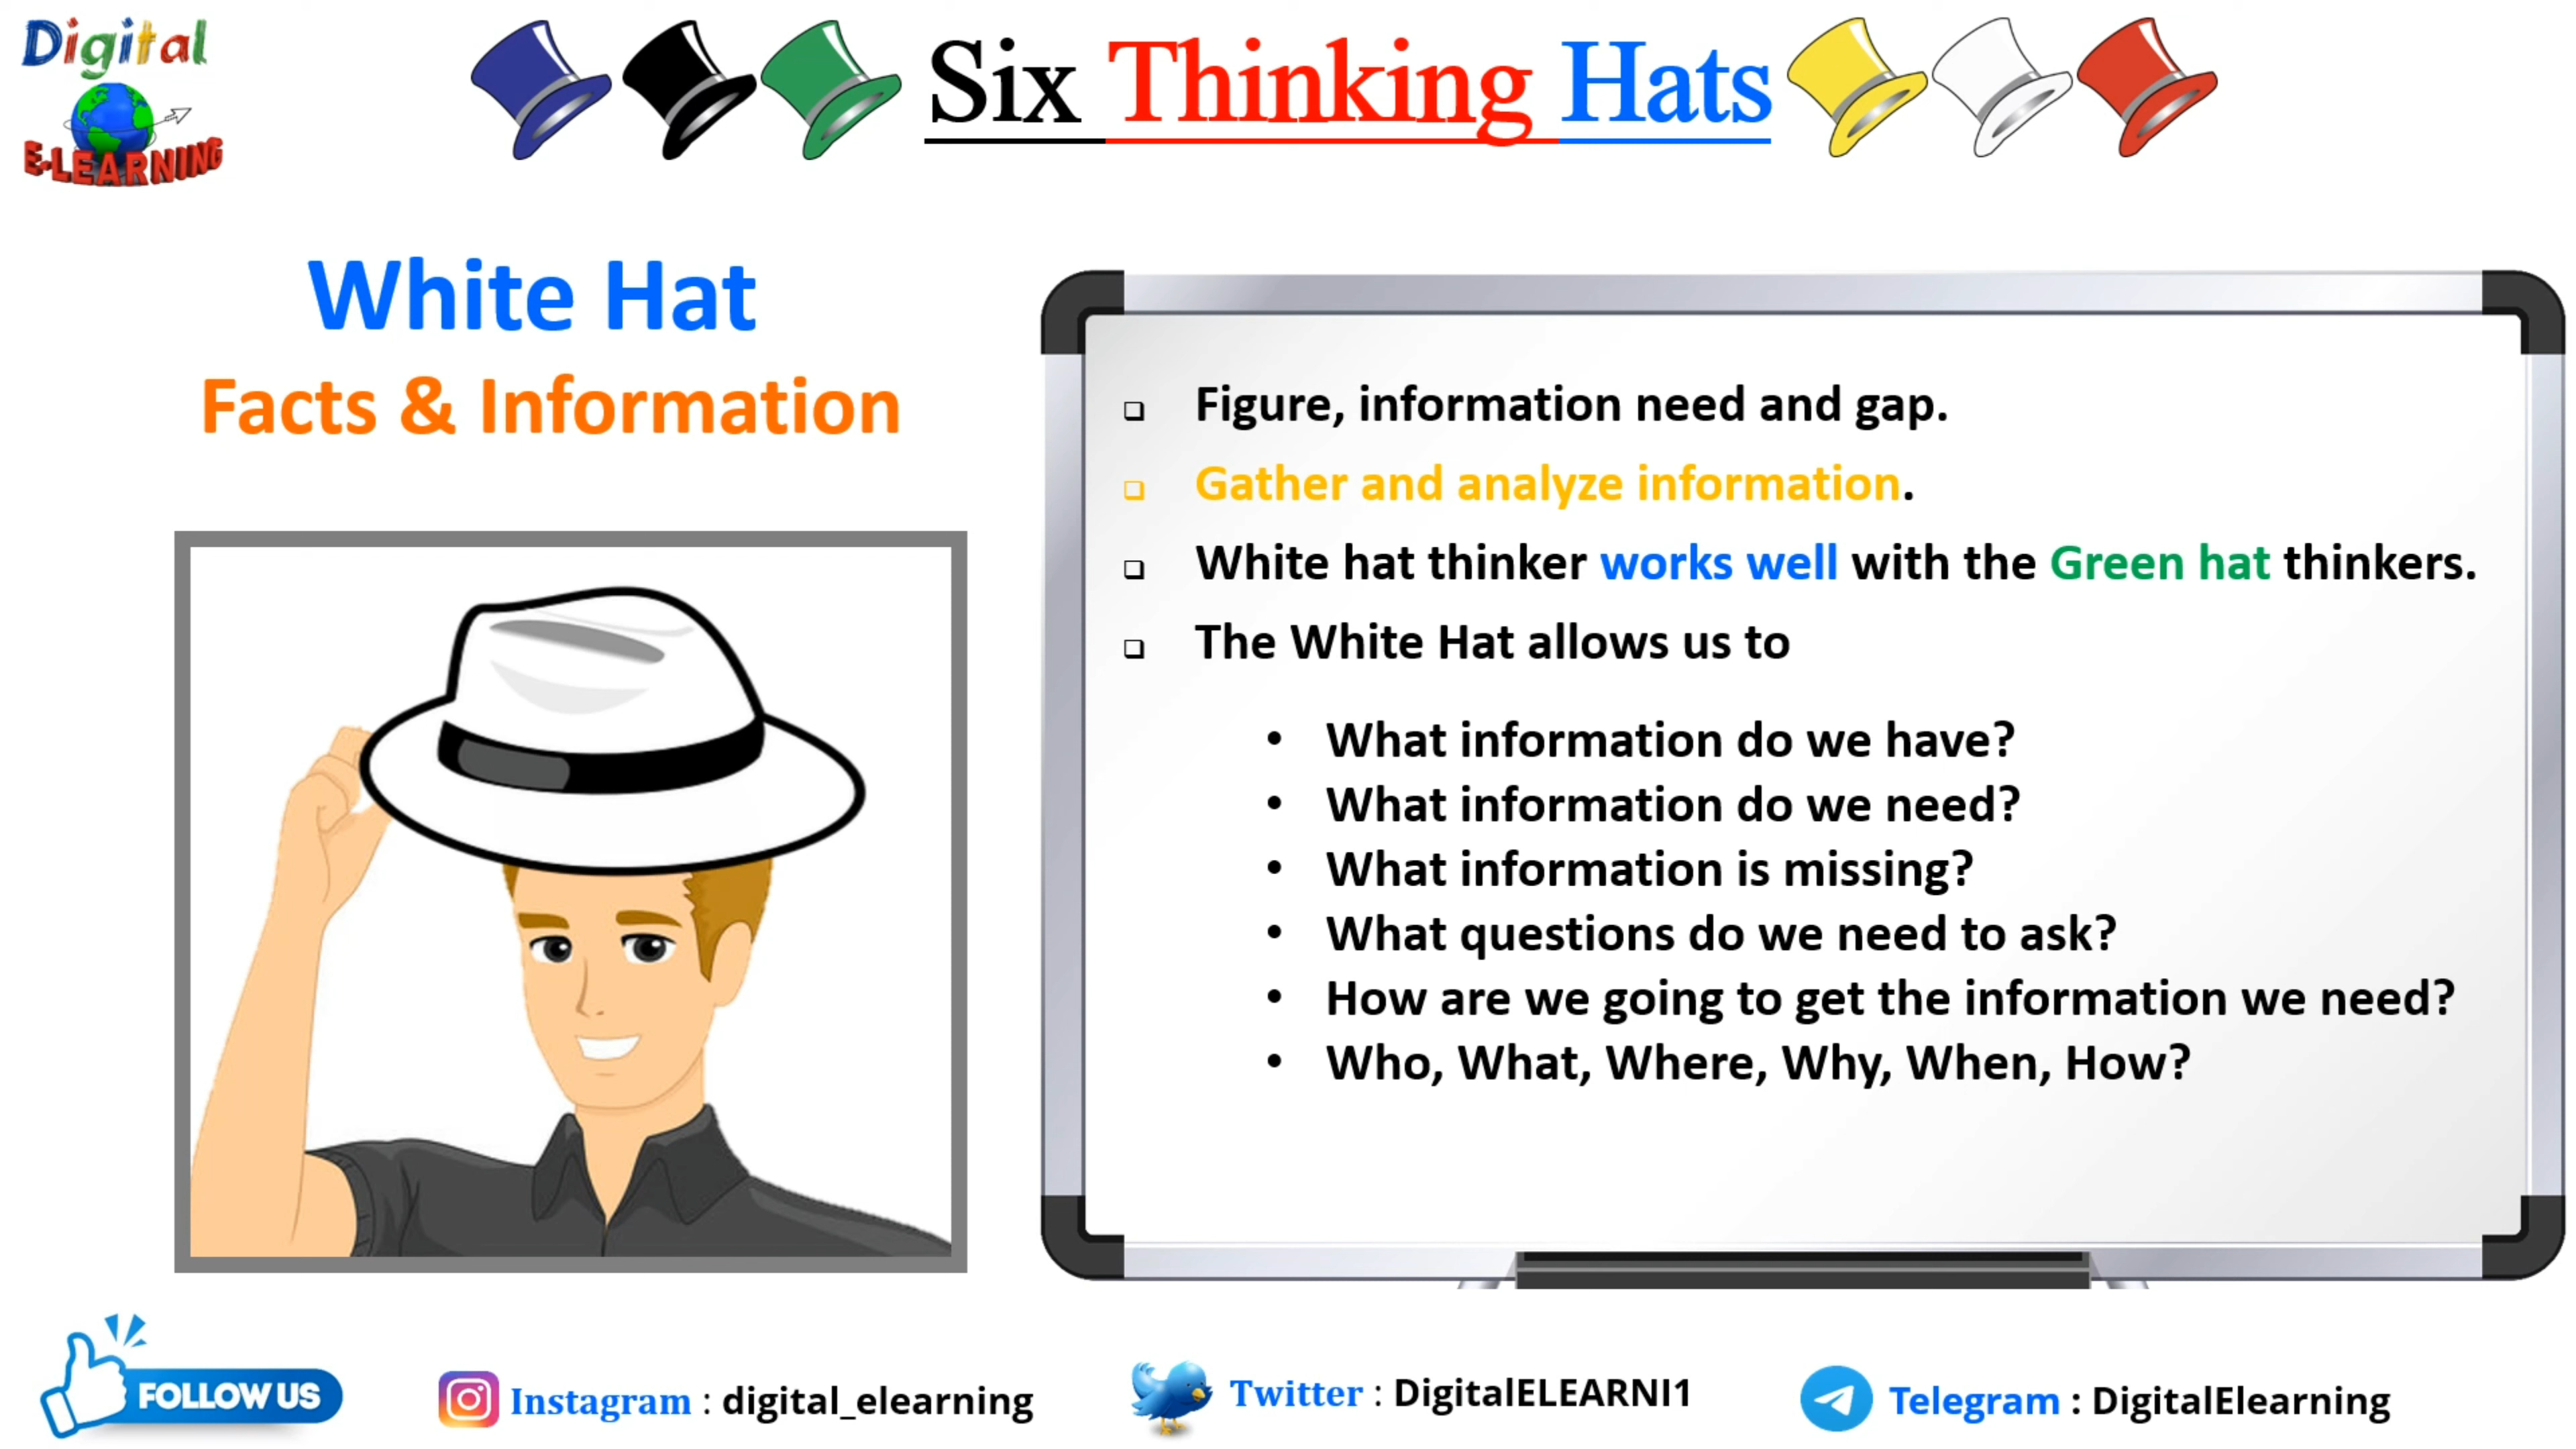 Digital
E-LEARNING
Six Thinking Hats
White Hat
Facts & Information
Figure, information need and gap.
Gather and analyze information.
White hat thinker works well with the Green hat thinkers.
The White Hat allows us to
What information do we have?
What information do we need?
What information is missing?
What questions do we need to ask?
How are we going to get the information we need?
Who, What, Where, Why, When, How?
FOLLOW US
Instagram : digital_elearning
Twitter : DigitalELEARNI1
Telegram : DigitalElearning